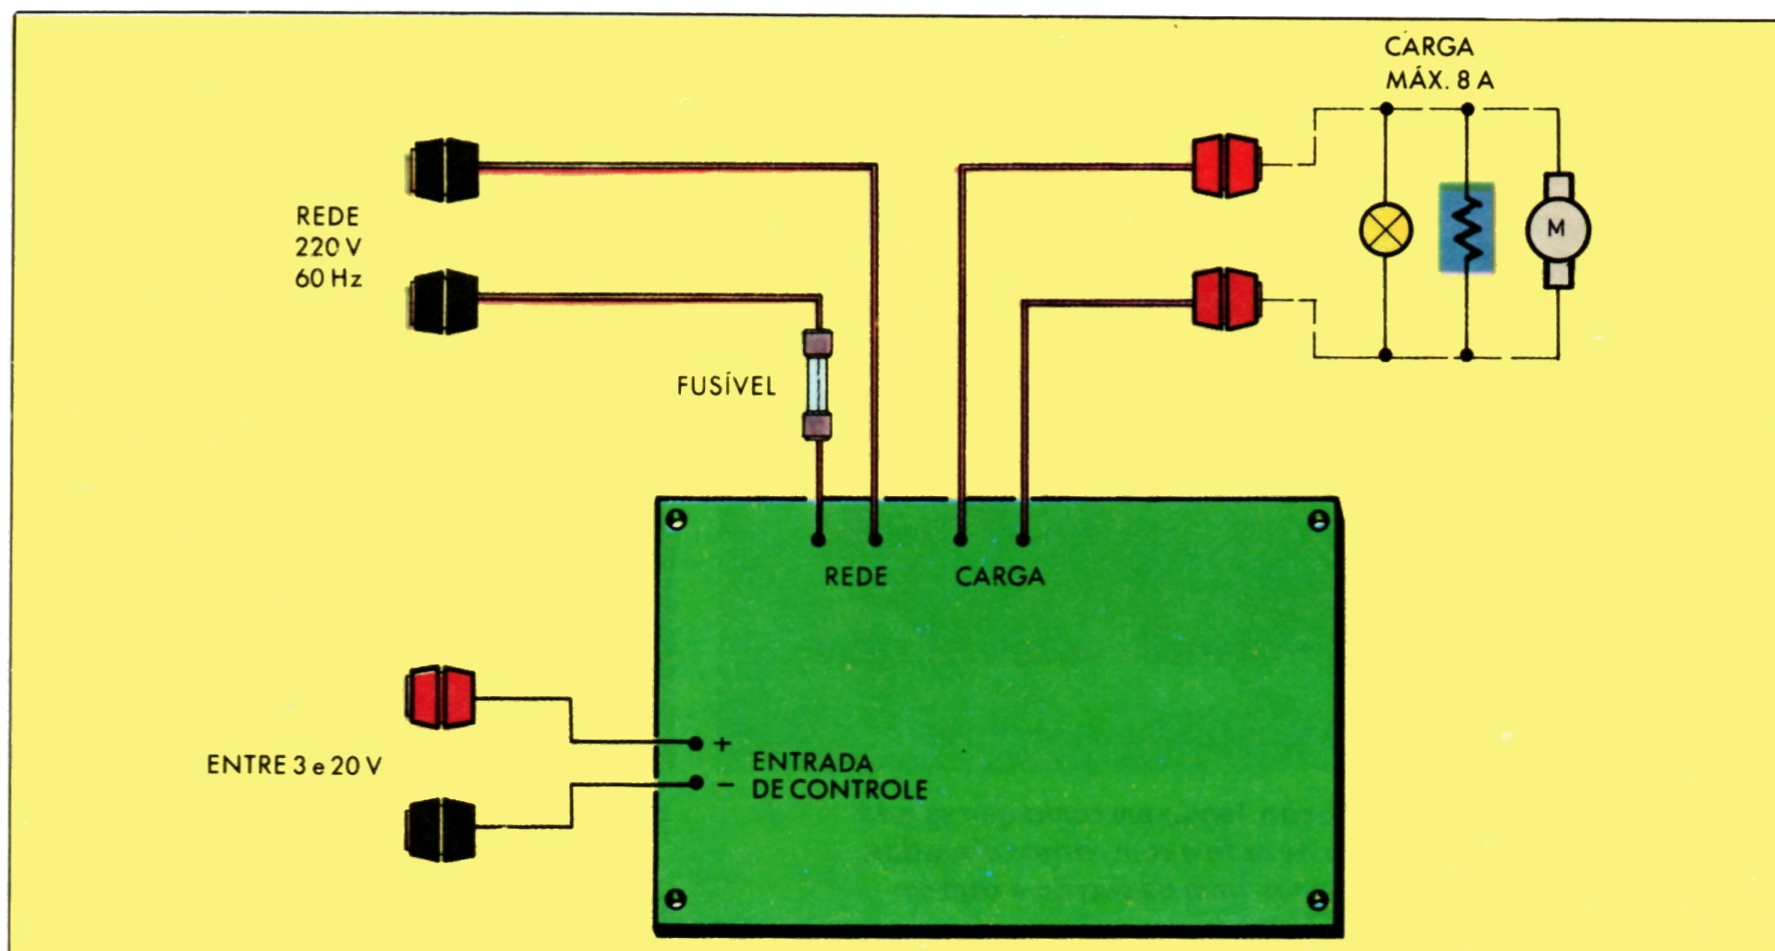 CARGA
MÁX. 8 A
REDE
220 V
60 Hz
M
FUSÍVEL
REDE CARGA
ENTRE 3 e 20 V
+ ENTRADA
− DE CONTROLE